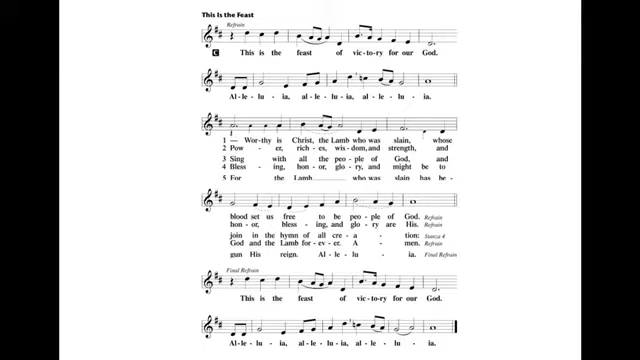 This Is the Feast
Refrain
C This is the feast of vic-to-ry for our God.
Al-le-lu-ia, al-le-lu-ia, al-le-lu-ia.
1 — Wor-thy is Christ, the Lamb who was slain, whose
2 Pow-er, rich-es, wis-dom, and strength, and
3 Sing with all the peo-ple of God, and
4 Bless-ing, hon-or, glo-ry, and might be to
5 For the Lamb who was slain has be-
blood set us free to be peo-ple of God. Refrain
hon-or, bless-ing, and glo-ry are His. Refrain
join in the hymn of all cre-a-tion: Stanza 4
God and the Lamb for-ev-er. A-men. Refrain
gun His reign. Al-le-lu-ia. Final Refrain
Final Refrain
This is the feast of vic-to-ry for our God.
Al-le-lu-ia, al-le-lu-ia, al-le-lu-ia.